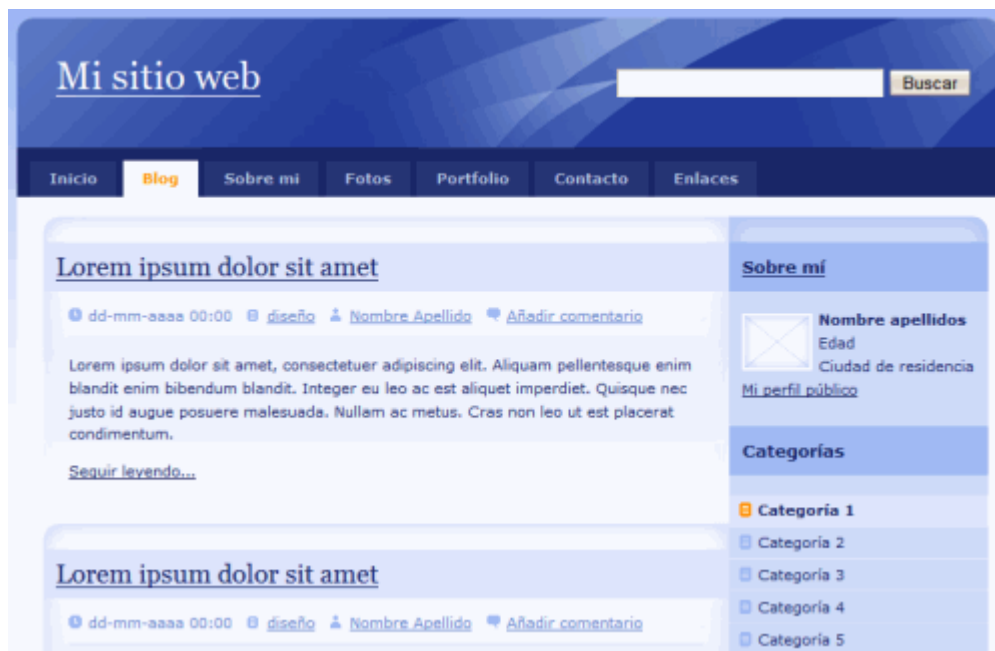 Mi sitio web
Buscar
Inicio Blog Sobre mi Fotos Portfolio Contacto Enlaces
Lorem ipsum dolor sit amet
dd-mm-aaaa 00:00 diseño Nombre Apellido Añadir comentario
Lorem ipsum dolor sit amet, consectetuer adipiscing elit. Aliquam pellentesque enim
blandit enim bibendum blandit. Integer eu leo ac est aliquet imperdiet. Quisque nec
justo id augue posuere malesuada. Nullam ac metus. Cras non leo ut est placerat
condimentum.
Seguir leyendo...
Lorem ipsum dolor sit amet
dd-mm-aaaa 00:00 diseño Nombre Apellido Añadir comentario
Sobre mí
Nombre apellidos
Edad
Ciudad de residencia
Mi perfil público
Categorías
Categoría 1
Categoría 2
Categoría 3
Categoría 4
Categoría 5